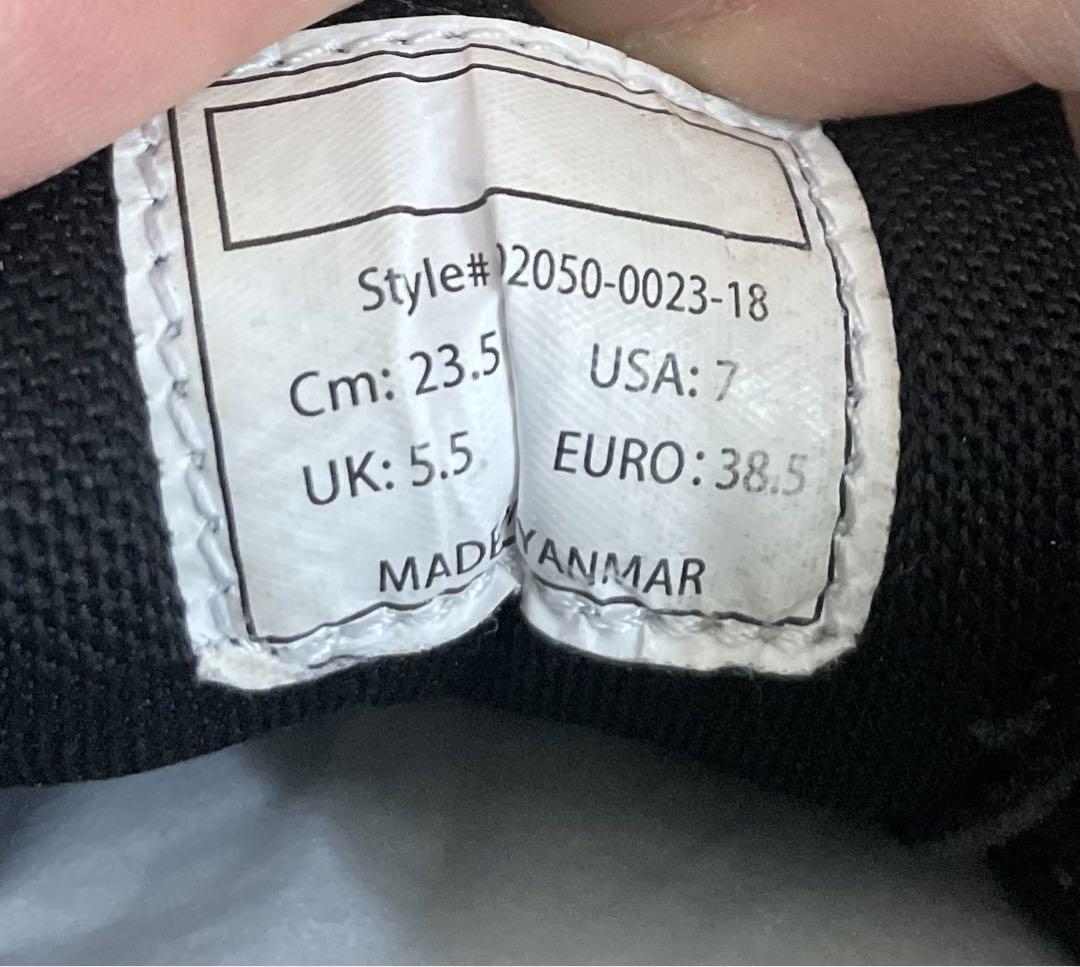 Style# 2050-0023-18
Cm: 23.5 USA: 7
UK: 5.5 EURO: 38.5
MADE YANMAR